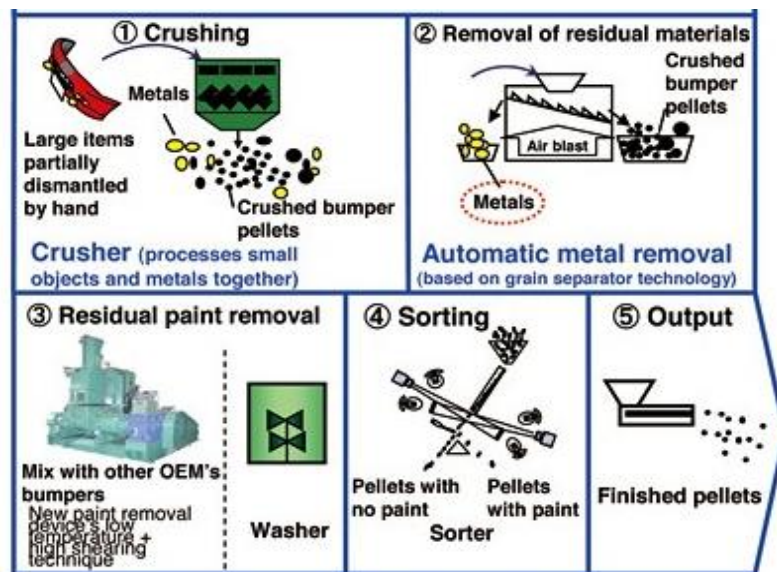 ① Crushing
Metals
Large items
partially
dismantled
by hand
Crushed bumper
pellets
Crusher (processes small
objects and metals together)
② Removal of residual materials
Crushed
bumper
pellets
Air blast
Metals
Automatic metal removal
(based on grain separator technology)
③ Residual paint removal
Mix with other OEM's
bumpers
New paint removal
device's low
temperature +
high shearing
technique
Washer
④ Sorting
Pellets with
no paint
Pellets
with paint
Sorter
⑤ Output
Finished pellets